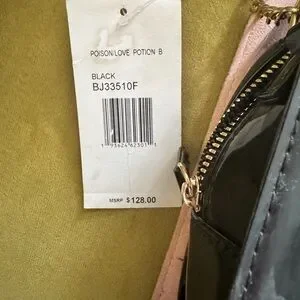 POISON/LOVE POTION B
BLACK
BJ33510F
MSRP $128.00